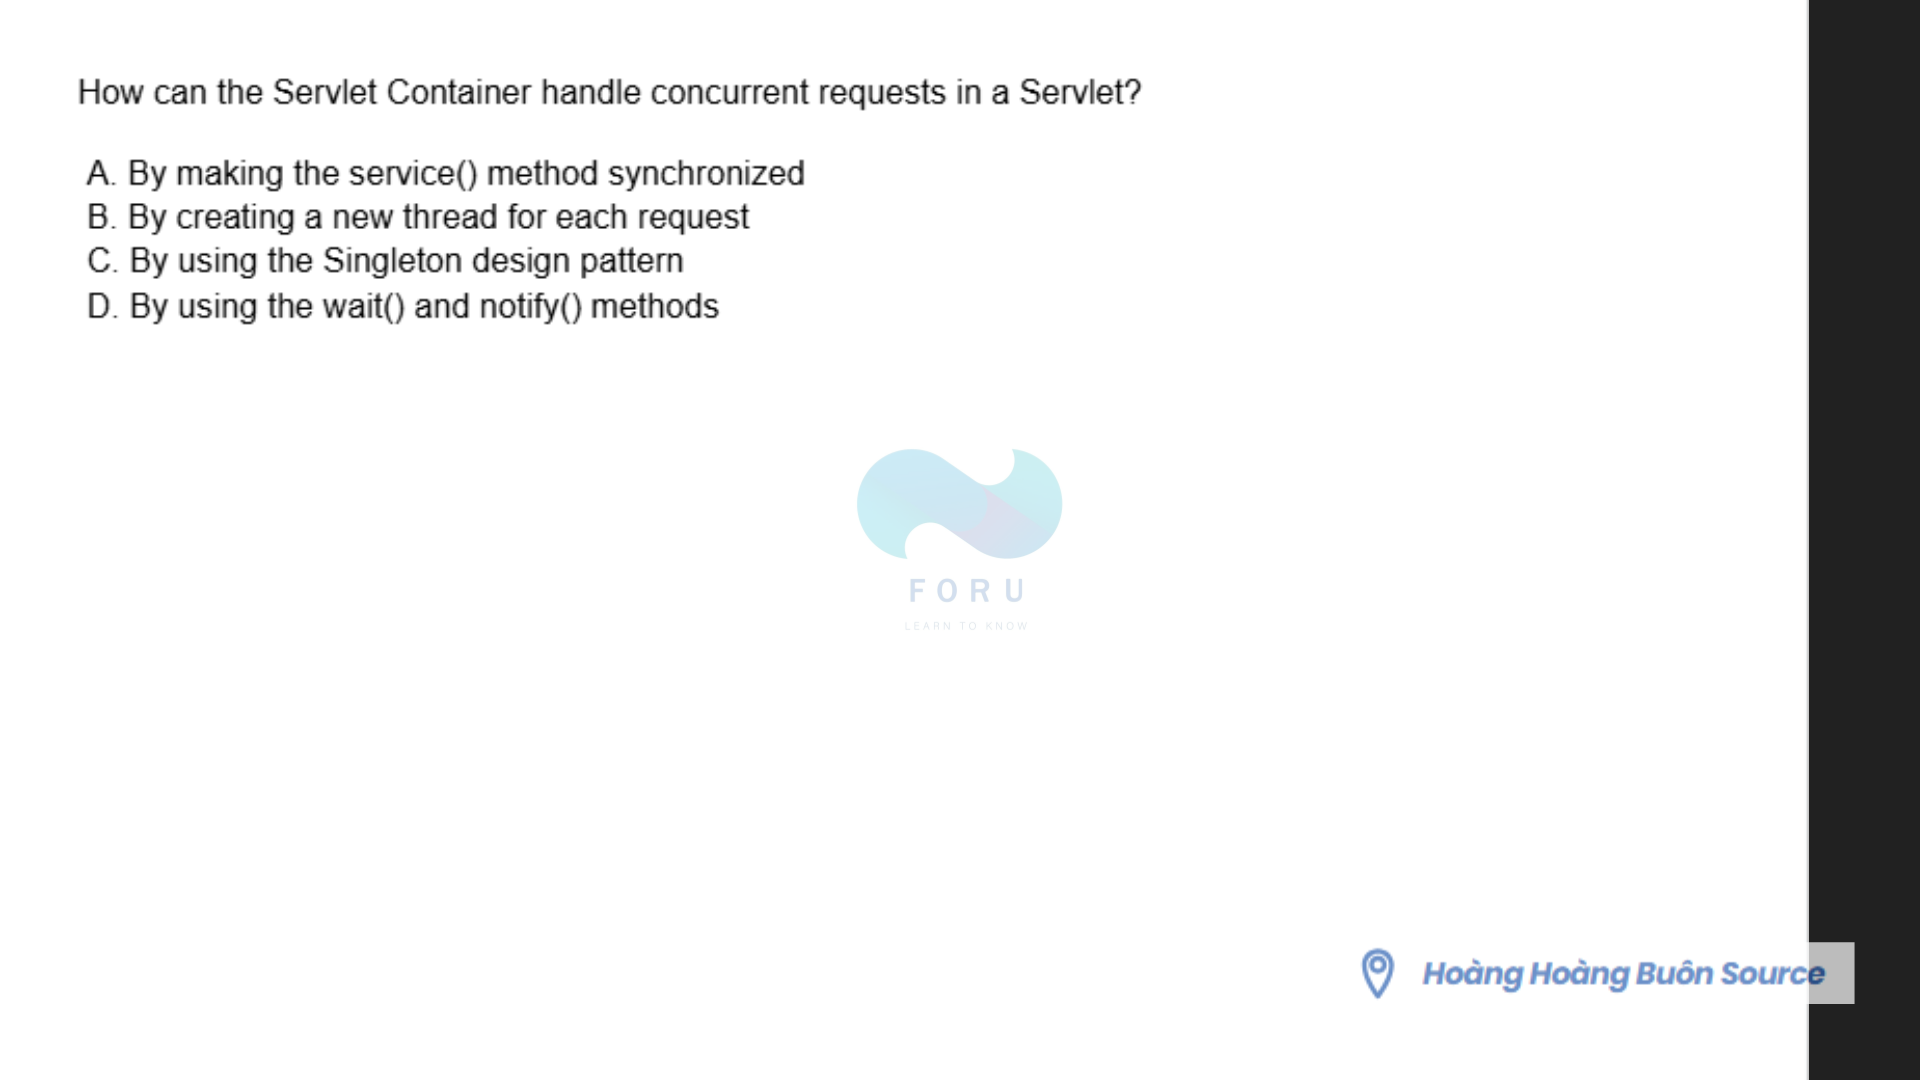 How can the Servlet Container handle concurrent requests in a Servlet?
A. By making the service() method synchronized
B. By creating a new thread for each request
C. By using the Singleton design pattern
D. By using the wait() and notify() methods
FORU
LEARN TO KNOW
Hoàng Hoàng Buôn Source